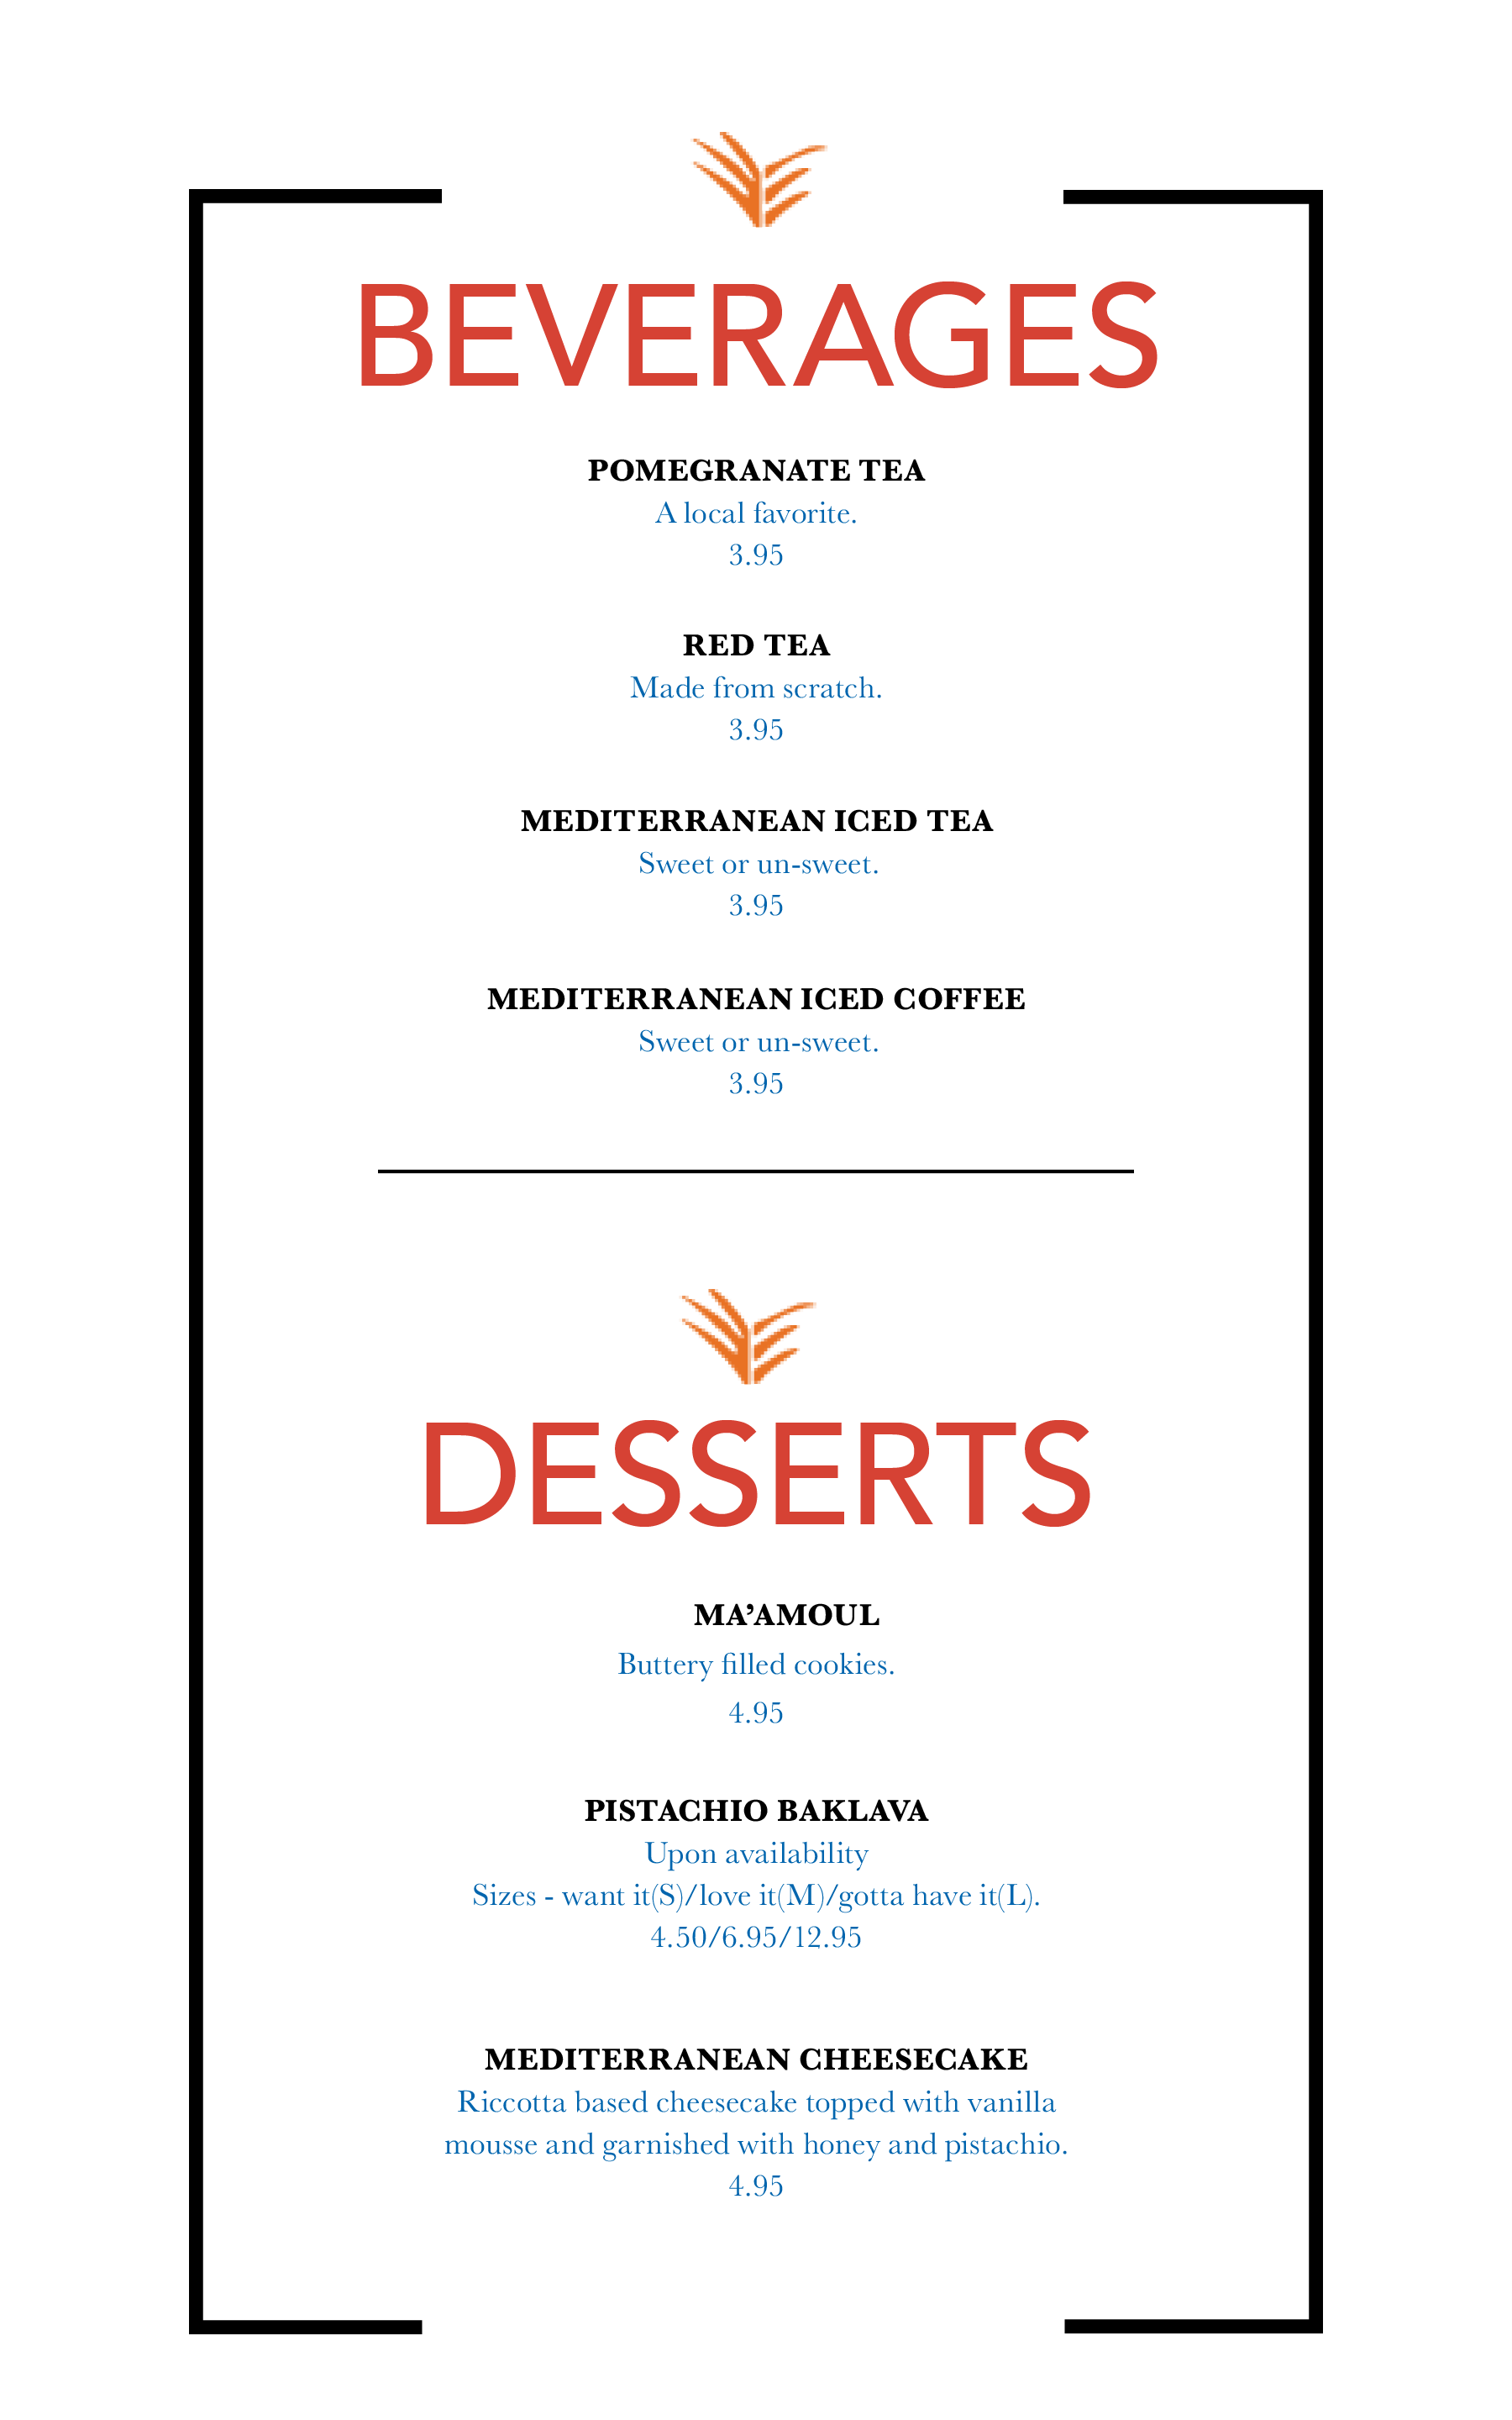 BEVERAGES
POMEGRANATE TEA
A local favorite.
3.95
RED TEA
Made from scratch.
3.95
MEDITERRANEAN ICED TEA
Sweet or un-sweet.
3.95
MEDITERRANEAN ICED COFFEE
Sweet or un-sweet.
3.95
DESSERTS
MA’AMOUL
Buttery filled cookies.
4.95
PISTACHIO BAKLAVA
Upon availability
Sizes - want it(S)/love it(M)/gotta have it(L).
4.50/6.95/12.95
MEDITERRANEAN CHEESECAKE
Riccotta based cheesecake topped with vanilla
mousse and garnished with honey and pistachio.
4.95